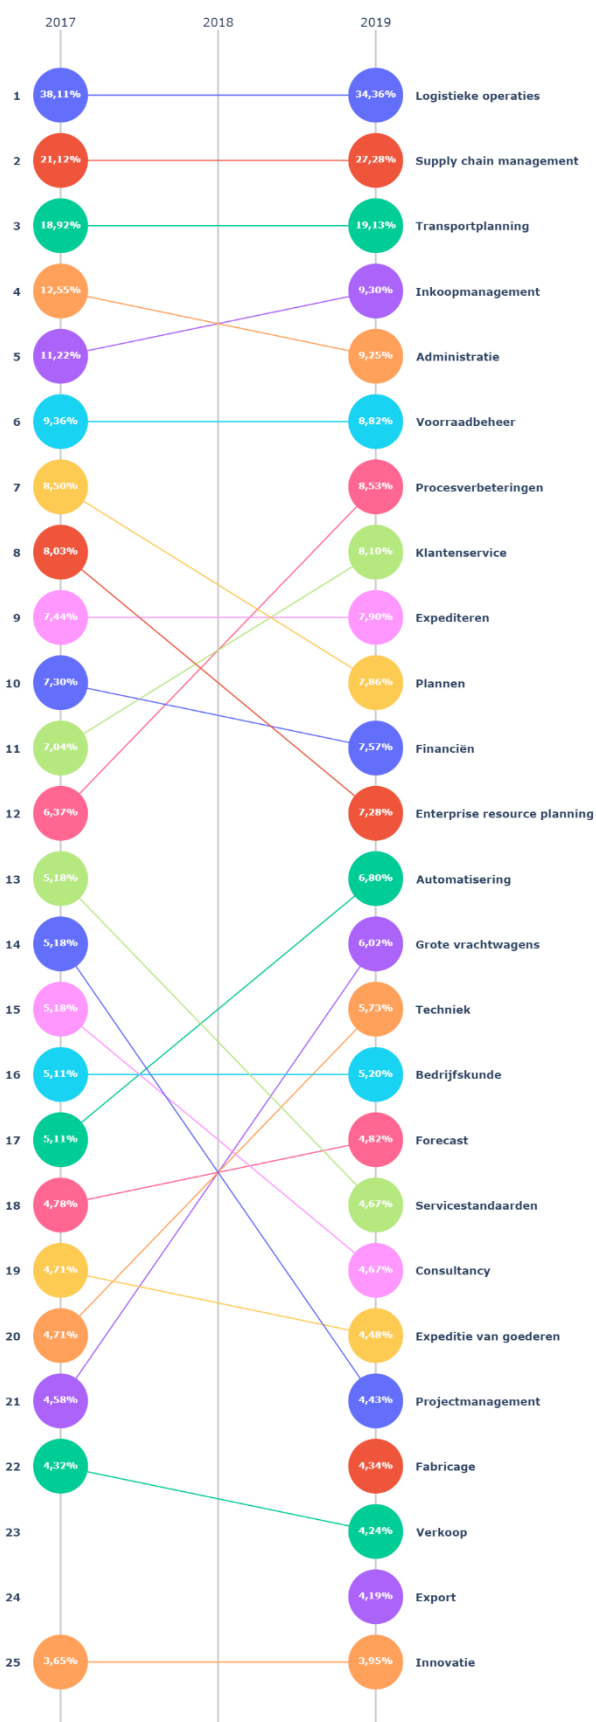 2017 2018 2019
1 38,11% 34,36% Logistieke operaties
2 21,12% 27,28% Supply chain management
3 18,92% 19,13% Transportplanning
4 12,55% 9,30% Inkoopmanagement
5 11,22% 9,25% Administratie
6 9,36% 8,82% Voorraadbeheer
7 8,50% 8,53% Procesverbeteringen
8 8,03% 8,10% Klantenservice
9 7,44% 7,90% Expediteren
10 7,30% 7,86% Plannen
11 7,04% 7,57% Financiën
12 6,37% 7,28% Enterprise resource planning
13 5,18% 6,80% Automatisering
14 5,18% 6,02% Grote vrachtwagens
15 5,18% 5,73% Techniek
16 5,11% 5,20% Bedrijfskunde
17 5,11% 4,82% Forecast
18 4,78% 4,67% Servicestandaarden
19 4,71% 4,67% Consultancy
20 4,71% 4,48% Expeditie van goederen
21 4,58% 4,43% Projectmanagement
22 4,32% 4,34% Fabricage
23 4,24% Verkoop
24 4,19% Export
25 3,65% 3,95% Innovatie